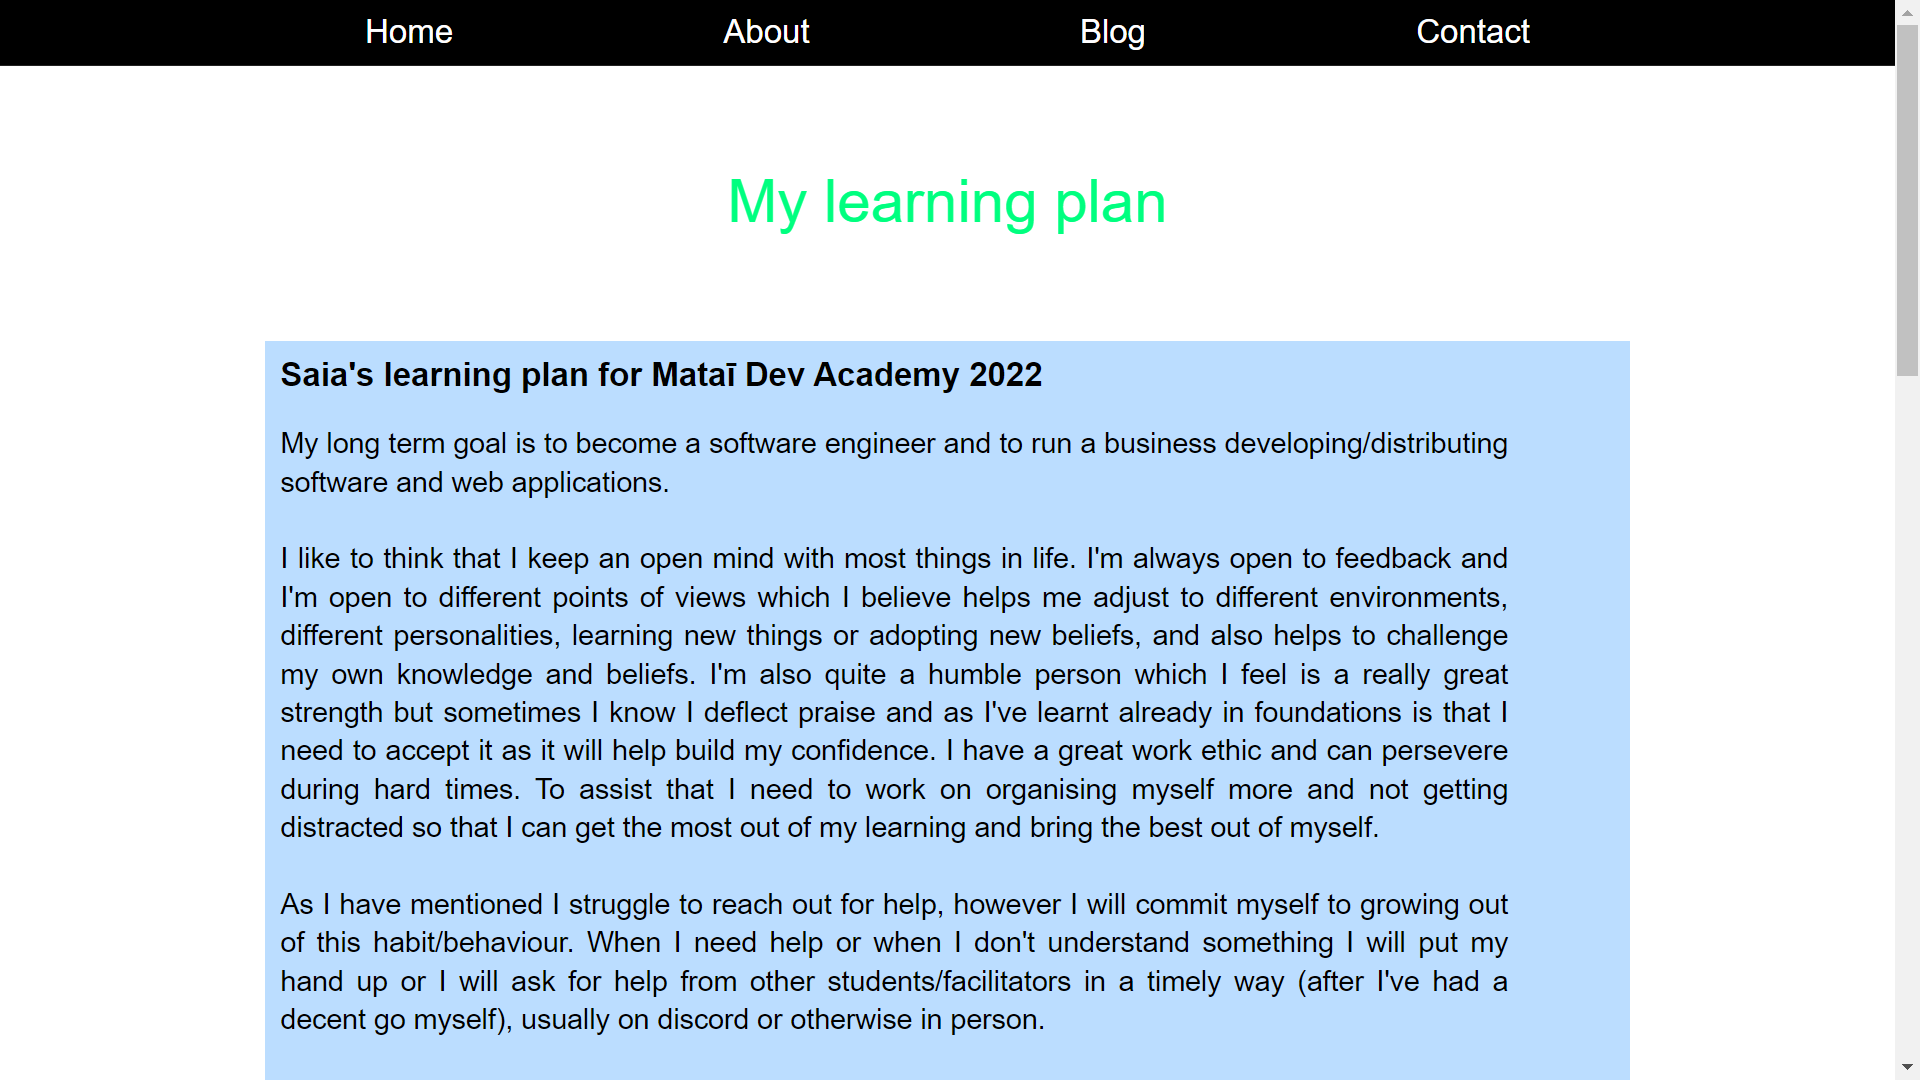 Home About Blog Contact
My learning plan
Saia's learning plan for Mataī Dev Academy 2022
My long term goal is to become a software engineer and to run a business developing/distributing
software and web applications.
I like to think that I keep an open mind with most things in life. I'm always open to feedback and
I'm open to different points of views which I believe helps me adjust to different environments,
different personalities, learning new things or adopting new beliefs, and also helps to challenge
my own knowledge and beliefs. I'm also quite a humble person which I feel is a really great
strength but sometimes I know I deflect praise and as I've learnt already in foundations is that I
need to accept it as it will help build my confidence. I have a great work ethic and can persevere
during hard times. To assist that I need to work on organising myself more and not getting
distracted so that I can get the most out of my learning and bring the best out of myself.
As I have mentioned I struggle to reach out for help, however I will commit myself to growing out
of this habit/behaviour. When I need help or when I don't understand something I will put my
hand up or I will ask for help from other students/facilitators in a timely way (after I've had a
decent go myself), usually on discord or otherwise in person.